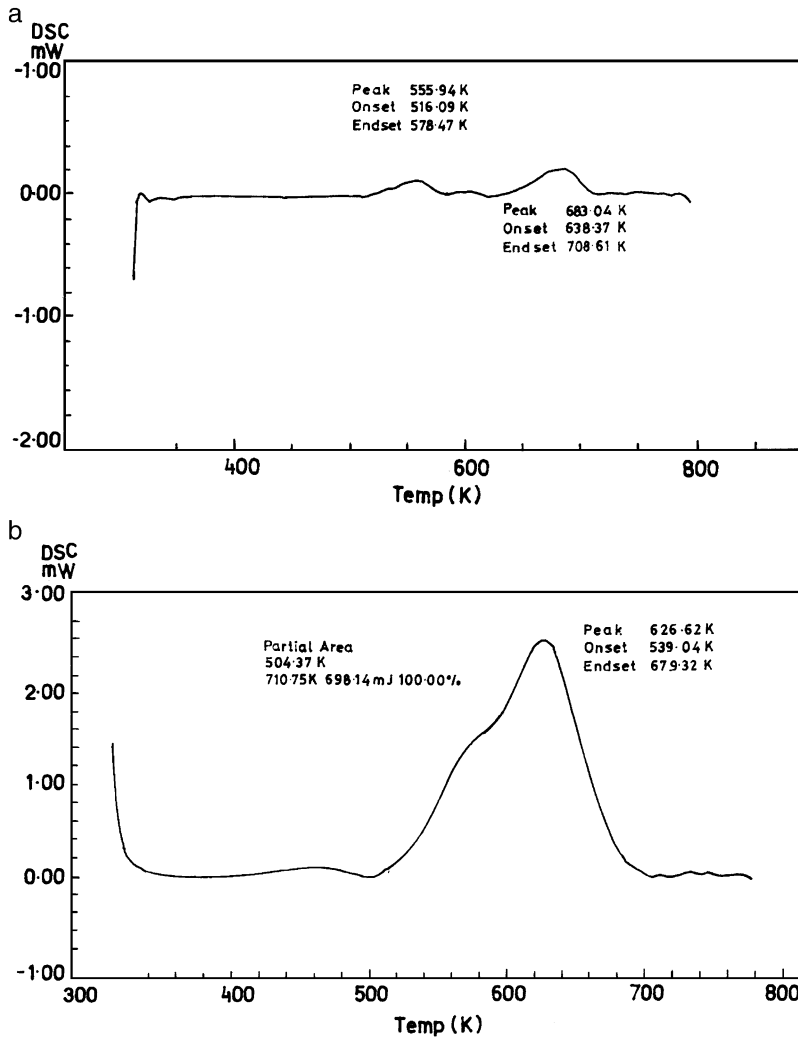 a
DSC
mW
-1·00
Peak 555·94 K
Onset 516·09 K
Endset 578·47 K
0·00
Peak 683·04 K
Onset 638·37 K
Endset 708·61 K
-1·00
-2·00
400 600 800
Temp (K)
b
DSC
mW
3·00
Peak 626·62 K
Onset 539·04 K
Endset 679·32 K
Partial Area
504·37 K
710·75K 698·14mJ 100·00%
2·00
1·00
0·00
-1·00
300 400 500 600 700 800
Temp (K)